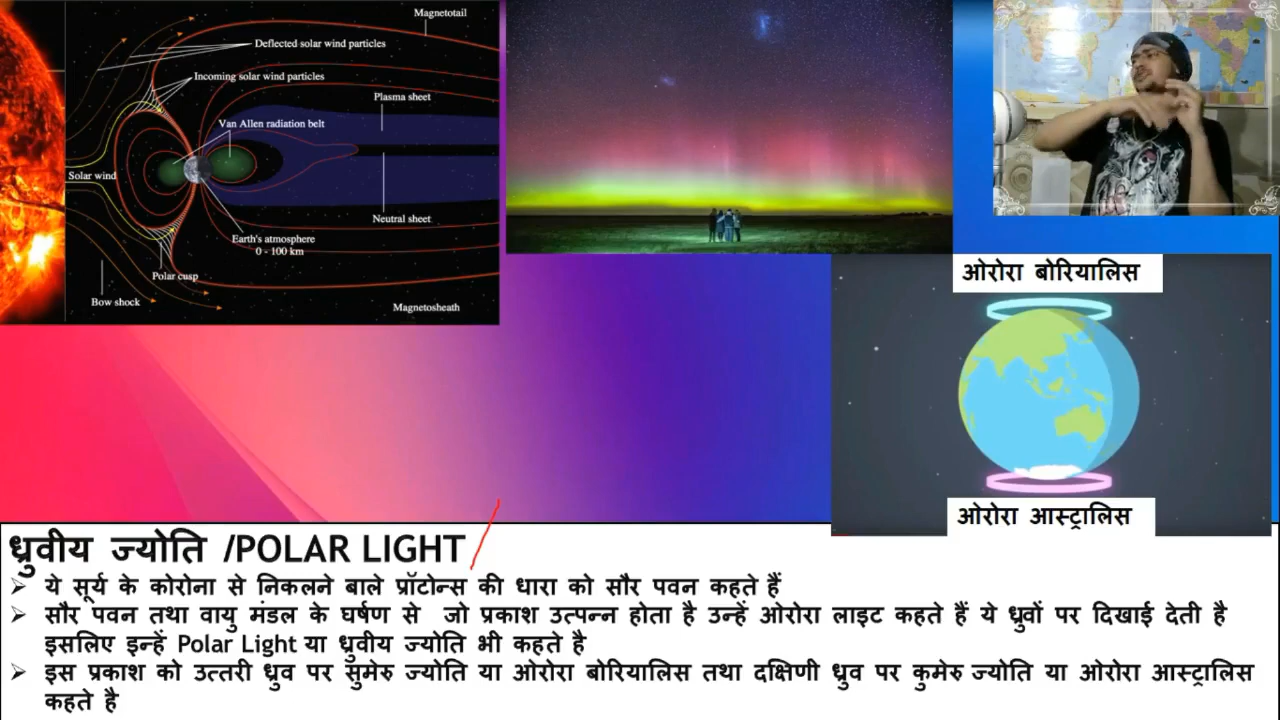 Magnetotail
Deflected solar wind particles
Incoming solar wind particles
Plasma sheet
Van Allen radiation belt
Solar wind
Neutral sheet
Earth's atmosphere
0 - 100 km
Polar cusp
Bow shock
Magnetosheath
ओरोरा बोरियालिस
ओरोरा आस्ट्रालिस
ध्रुवीय ज्योति /POLAR LIGHT
ये सूर्य के कोरोना से निकलने बाले प्रॉटोन्स की धारा को सौर पवन कहते हैं
सौर पवन तथा वायु मंडल के घर्षण से जो प्रकाश उत्पन्न होता है उन्हें ओरोरा लाइट कहते हैं ये ध्रुवों पर दिखाई देती है
इसलिए इन्हें Polar Light या ध्रुवीय ज्योति भी कहते है
इस प्रकाश को उत्तरी ध्रुव पर सुमेरु ज्योति या ओरोरा बोरियालिस तथा दक्षिणी ध्रुव पर कुमेरु ज्योति या ओरोरा आस्ट्रालिस
कहते है